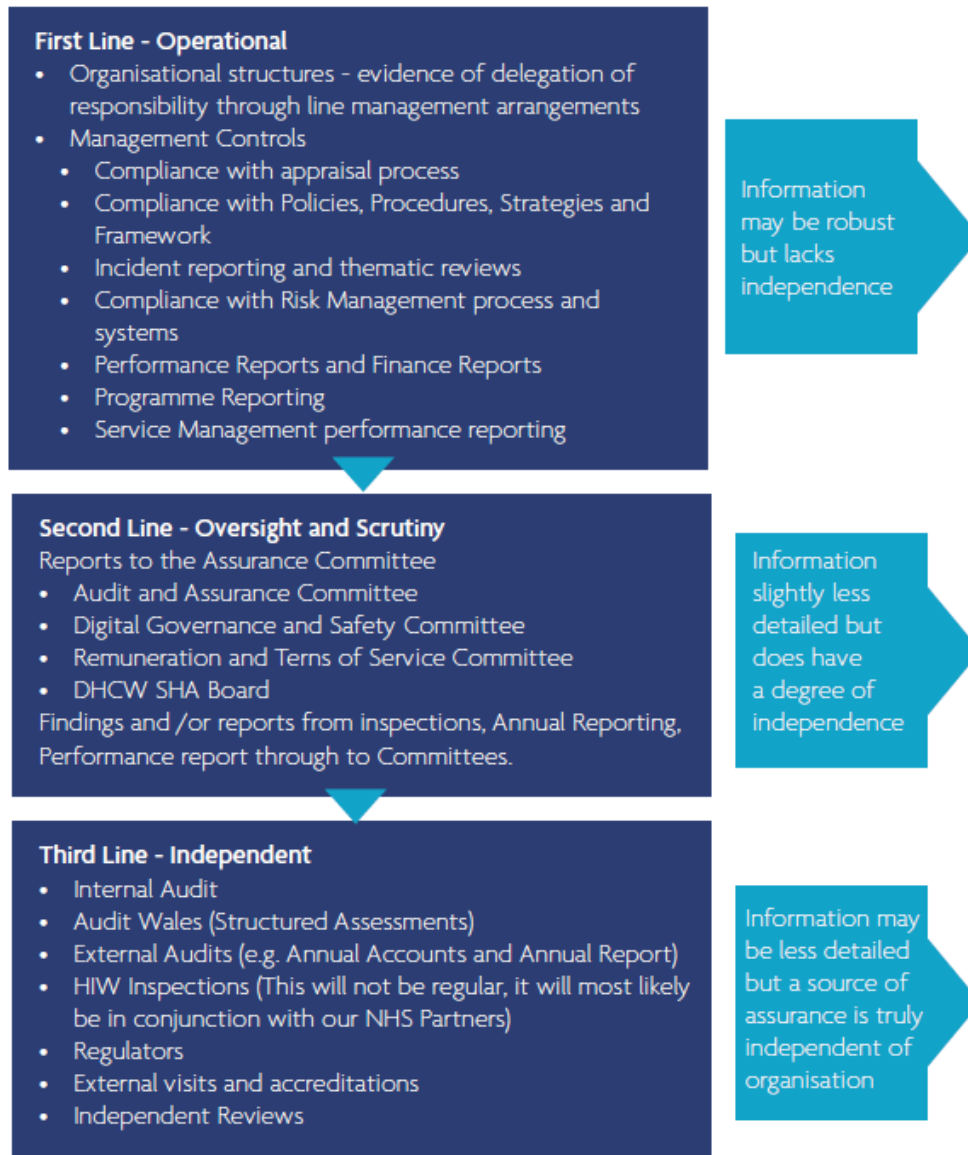 First Line - Operational
• Organisational structures - evidence of delegation of
responsibility through line management arrangements
• Management Controls
• Compliance with appraisal process
• Compliance with Policies, Procedures, Strategies and
Framework
• Incident reporting and thematic reviews
• Compliance with Risk Management process and
systems
• Performance Reports and Finance Reports
• Programme Reporting
• Service Management performance reporting
Information
may be robust
but lacks
independence
Second Line - Oversight and Scrutiny
Reports to the Assurance Committee
• Audit and Assurance Committee
• Digital Governance and Safety Committee
• Remuneration and Terns of Service Committee
• DHCW SHA Board
Findings and /or reports from inspections, Annual Reporting,
Performance report through to Committees.
Information
slightly less
detailed but
does have
a degree of
independence
Third Line - Independent
• Internal Audit
• Audit Wales (Structured Assessments)
• External Audits (e.g. Annual Accounts and Annual Report)
• HIW Inspections (This will not be regular, it will most likely
be in conjunction with our NHS Partners)
• Regulators
• External visits and accreditations
• Independent Reviews
Information may
be less detailed
but a source of
assurance is truly
independent of
organisation